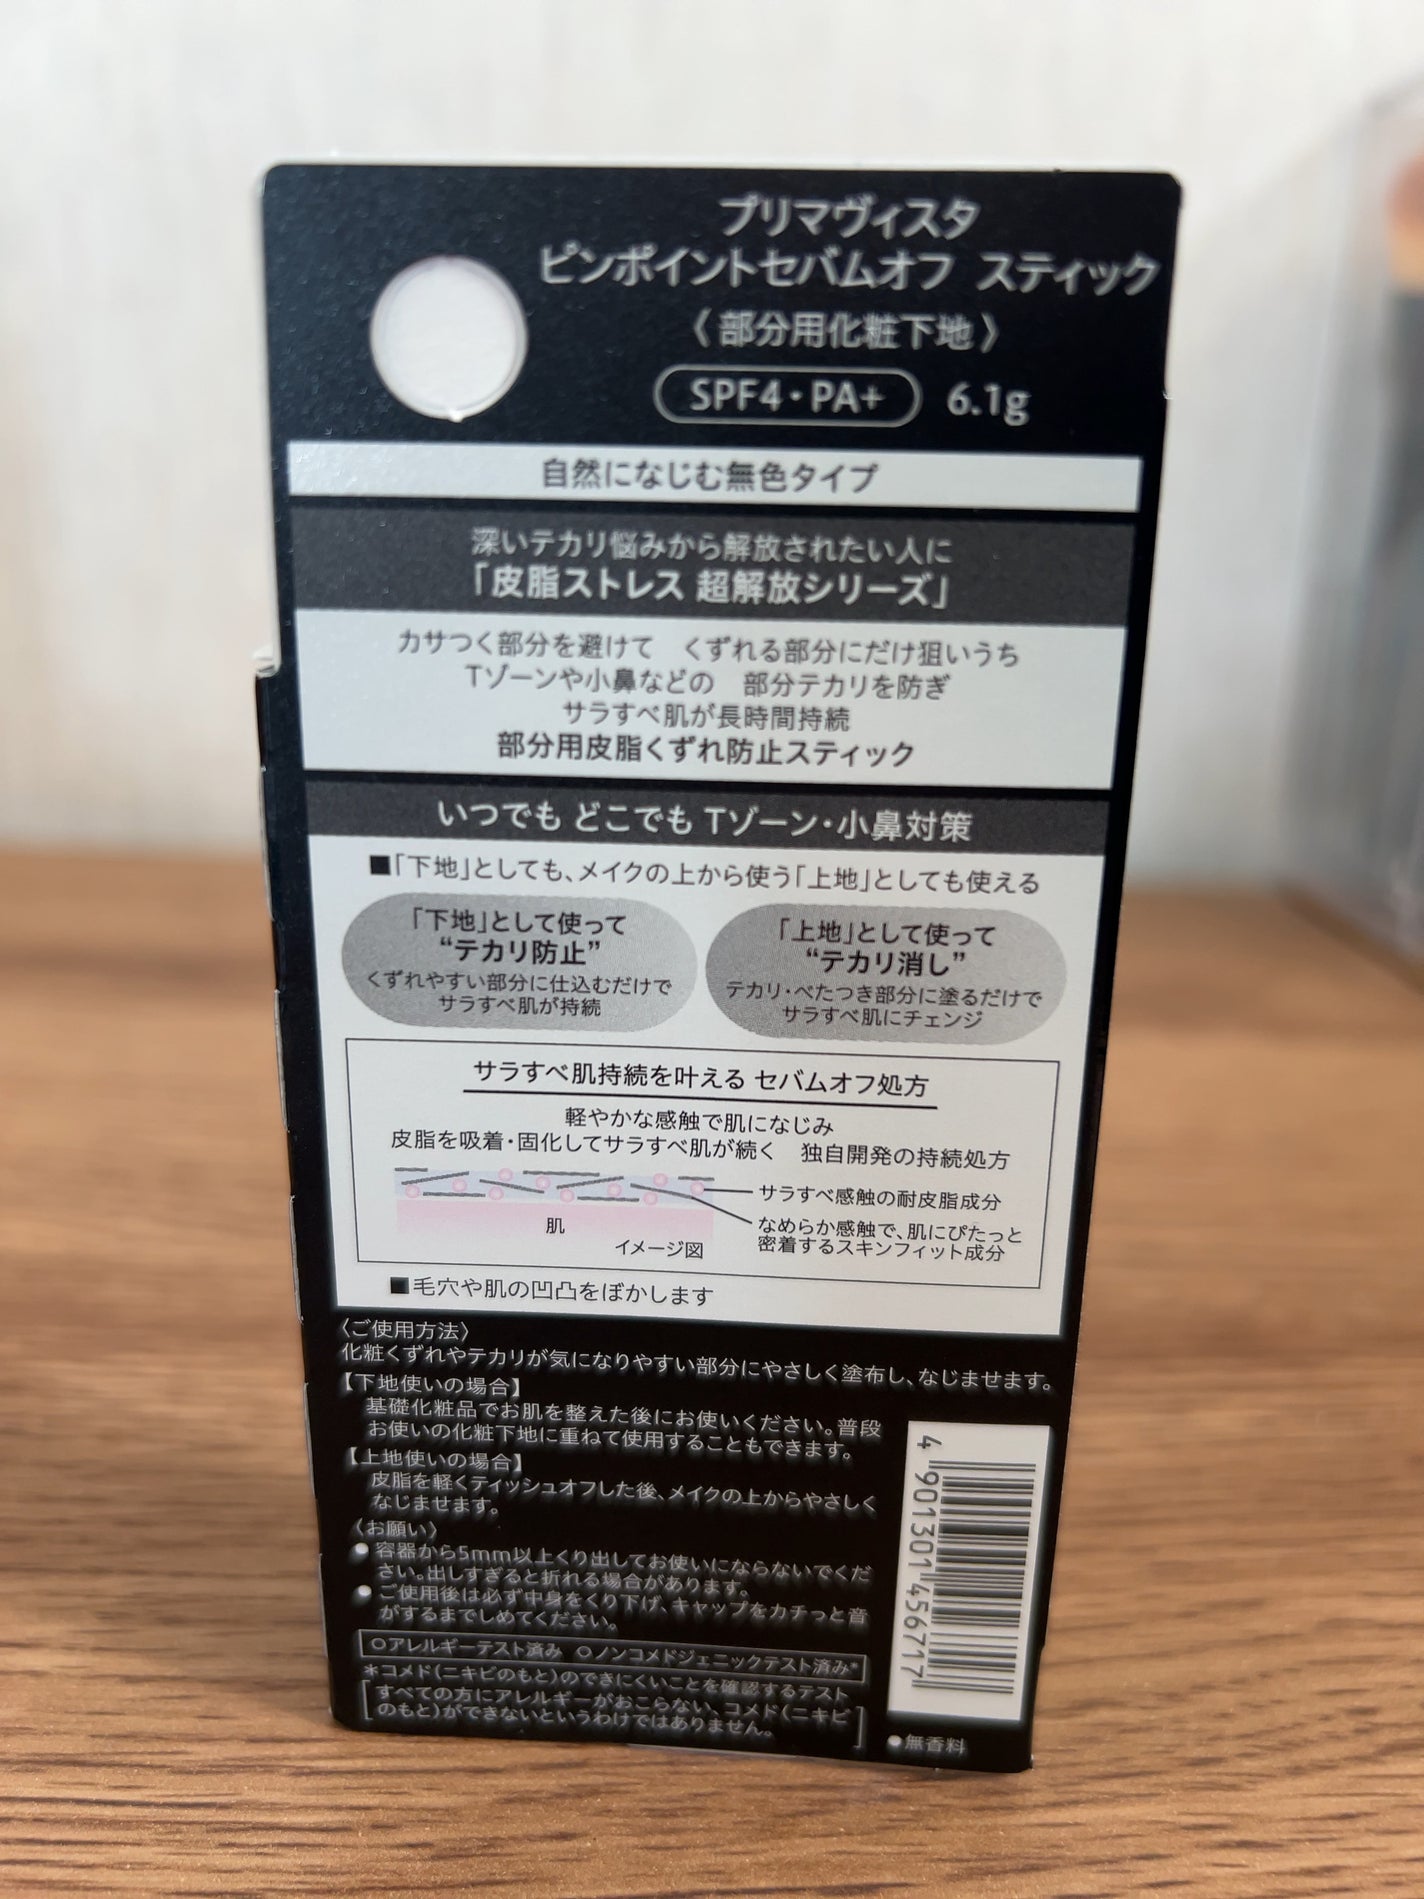 プリマヴィスタ
ピンポイントセバムオフ スティック
〈部分用化粧下地〉
SPF4・PA+ 6.1g
自然になじむ無色タイプ
深いテカリ悩みから解放されたい人に
「皮脂ストレス 超解放シリーズ」
カサつく部分を避けて くずれる部分にだけ狙いうち
Tゾーンや小鼻などの 部分テカリを防ぎ
サラすべ肌が長時間持続
部分用皮脂くずれ防止スティック
いつでも どこでも Tゾーン・小鼻対策
■「下地」としても、メイクの上から使う「上地」としても使える
「下地」として使って
“テカリ防止”
くずれやすい部分に仕込むだけで
サラすべ肌が持続
「上地」として使って
“テカリ消し”
テカリ・べたつき部分に塗るだけで
サラすべ肌にチェンジ
サラすべ肌持続を叶える セバムオフ処方
軽やかな感触で肌になじみ
皮脂を吸着・固化してサラすべ肌が続く 独自開発の持続処方
サラすべ感触の耐皮脂成分
なめらか感触で、肌にぴたっと
密着するスキンフィット成分
肌
イメージ図
■毛穴や肌の凹凸をぼかします
〈ご使用方法〉
化粧くずれやテカリが気になりやすい部分にやさしく塗布し、なじませます。
【下地使いの場合】
基礎化粧品でお肌を整えた後にお使いください。普段
お使いの化粧下地に重ねて使用することもできます。
【上地使いの場合】
皮脂を軽くティッシュオフした後、メイクの上からやさしく
なじませます。
〈お願い〉
●容器から5mm以上くり出してお使いにならないでくだ
さい。出しすぎると折れる場合があります。
●ご使用後は必ず中身をくり下げ、キャップをカチっと音
がするまでしめてください。
○アレルギーテスト済み ○ノンコメドジェニックテスト済み*
*コメド(ニキビのもと)のできにくいことを確認するテスト
[すべての方にアレルギーがおこらない、コメド(ニキビ
のもと)ができないというわけではありません。]
4 901301 456717
●無香料